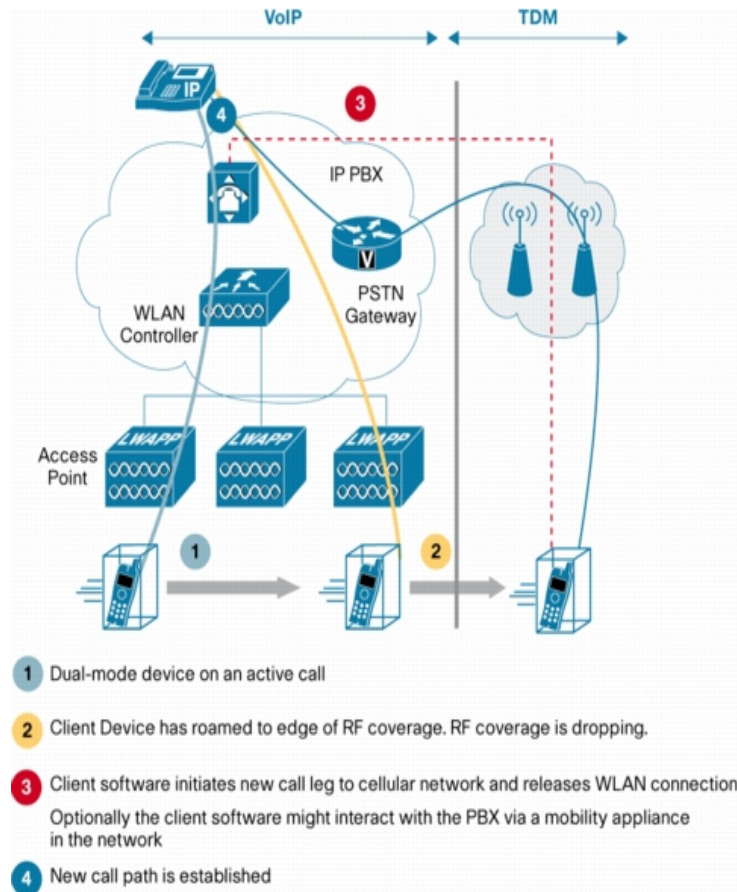 VoIP
TDM
IP
4
3
IP PBX
V
PSTN
Gateway
WLAN
Controller
LWAPP
LWAPP
LWAPP
Access
Point
1
2
1 Dual-mode device on an active call
2 Client Device has roamed to edge of RF coverage. RF coverage is dropping.
3 Client software initiates new call leg to cellular network and releases WLAN connection
Optionally the client software might interact with the PBX via a mobility appliance
in the network
4 New call path is established